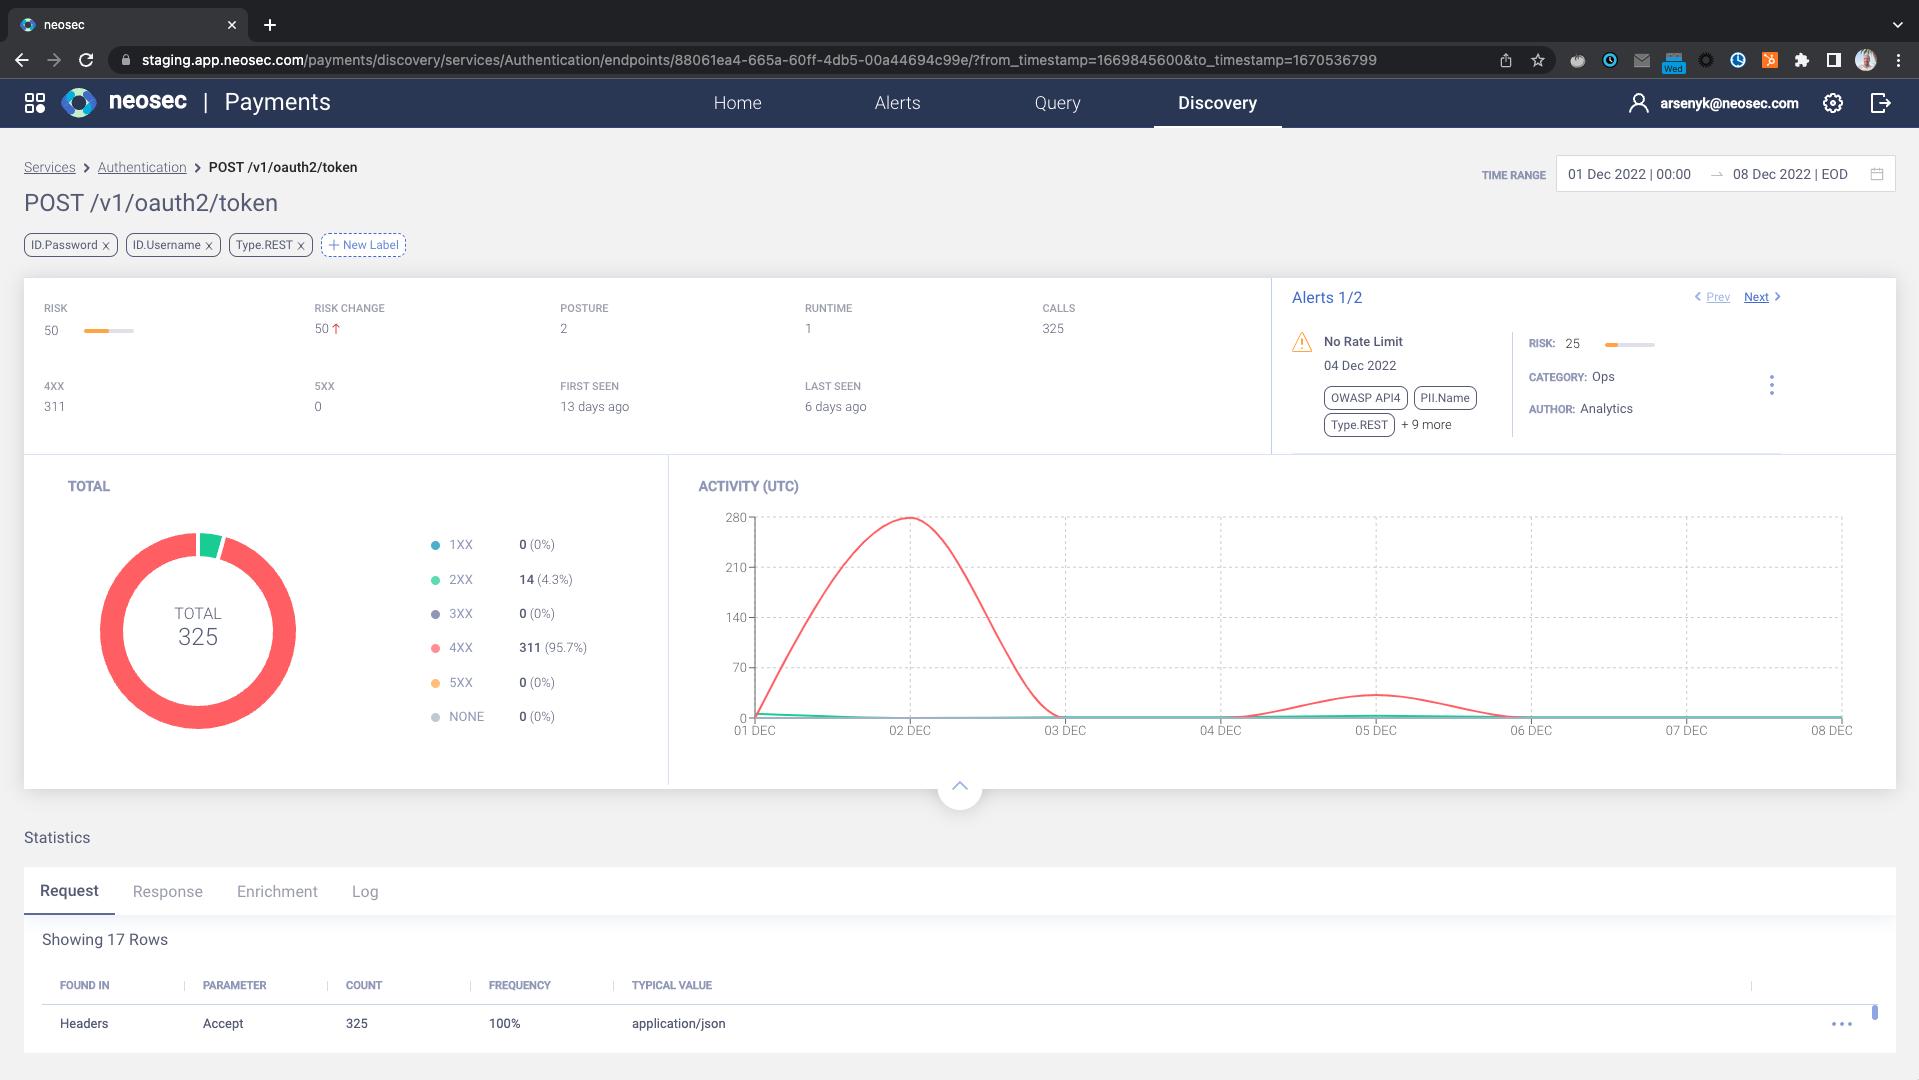 neosec
staging.app.neosec.com/payments/discovery/services/Authentication/endpoints/88061ea4-665a-60ff-4db5-00a44694c99e/?from_timestamp=1669845600&to_timestamp=1670536799
Wed
neosec | Payments
Home
Alerts
Query
Discovery
arsenyk@neosec.com
Services > Authentication > POST /v1/oauth2/token
TIME RANGE
01 Dec 2022 | 00:00 → 08 Dec 2022 | EOD
POST /v1/oauth2/token
ID.Password x
ID.Username x
Type.REST x
+ New Label
RISK
50
RISK CHANGE
50 ↑
POSTURE
2
RUNTIME
1
CALLS
325
4XX
311
5XX
0
FIRST SEEN
13 days ago
LAST SEEN
6 days ago
Alerts 1/2
< Prev
Next >
No Rate Limit
04 Dec 2022
OWASP API4
PII.Name
Type.REST
+ 9 more
RISK: 25
CATEGORY: Ops
AUTHOR: Analytics
TOTAL
TOTAL
325
1XX 0 (0%)
2XX 14 (4.3%)
3XX 0 (0%)
4XX 311 (95.7%)
5XX 0 (0%)
NONE 0 (0%)
ACTIVITY (UTC)
280
210
140
70
0
01 DEC
02 DEC
03 DEC
04 DEC
05 DEC
06 DEC
07 DEC
08 DEC
Statistics
Request
Response
Enrichment
Log
Showing 17 Rows
FOUND IN
PARAMETER
COUNT
FREQUENCY
TYPICAL VALUE
Headers
Accept
325
100%
application/json